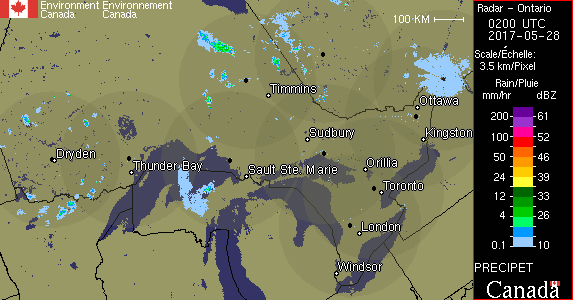 Environment Environnement
Canada Canada
Radar - Ontario
0200 UTC
2017-05-28
Scale/Échelle:
3.5 km/Pixel
Rain/Pluie
mm/hr dBZ
200 61
100 52
50 46
24 39
12 33
4 26
0.1 10
PRECIPET
Canada
100 KM
Timmins
Ottawa
Sudbury
Kingston
Dryden
Thunder Bay
Sault Ste. Marie
Orillia
Toronto
London
Windsor